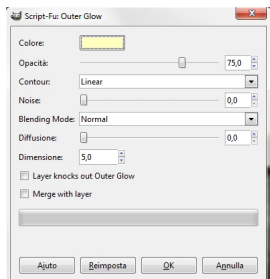 Script-Fu: Outer Glow
Colore:
Opacità: 75,0
Contour: Linear
Noise: 0,0
Blending Mode: Normal
Diffusione: 0,0
Dimensione: 5,0
Layer knocks out Outer Glow
Merge with layer
Aiuto Reimposta OK Annulla